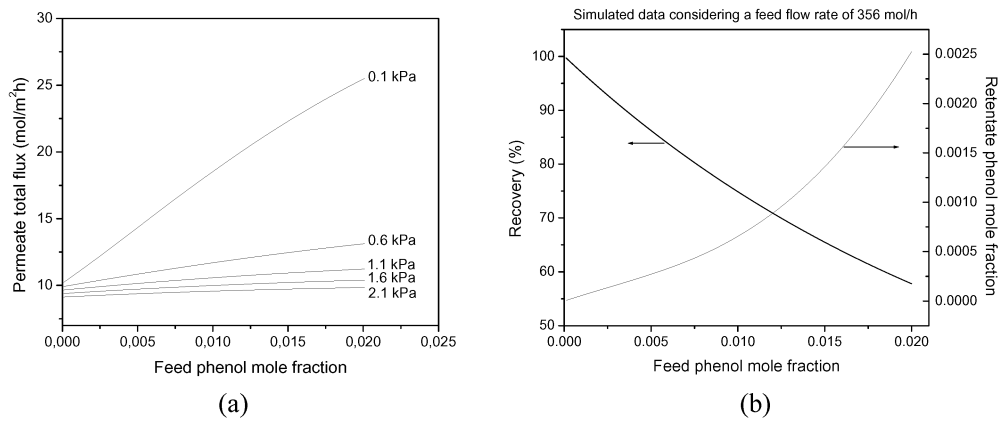 30
25
20
15
10
0,000
0,005
0,010
0,015
0,020
0,025
Permeate total flux (mol/m²h)
Feed phenol mole fraction
0.1 kPa
0.6 kPa
1.1 kPa
1.6 kPa
2.1 kPa
(a)
Simulated data considering a feed flow rate of 356 mol/h
100
90
80
70
60
50
Recovery (%)
0.000
0.005
0.010
0.015
0.020
Feed phenol mole fraction
0.0025
0.0020
0.0015
0.0010
0.0005
0.0000
Retentate phenol mole fraction
(b)